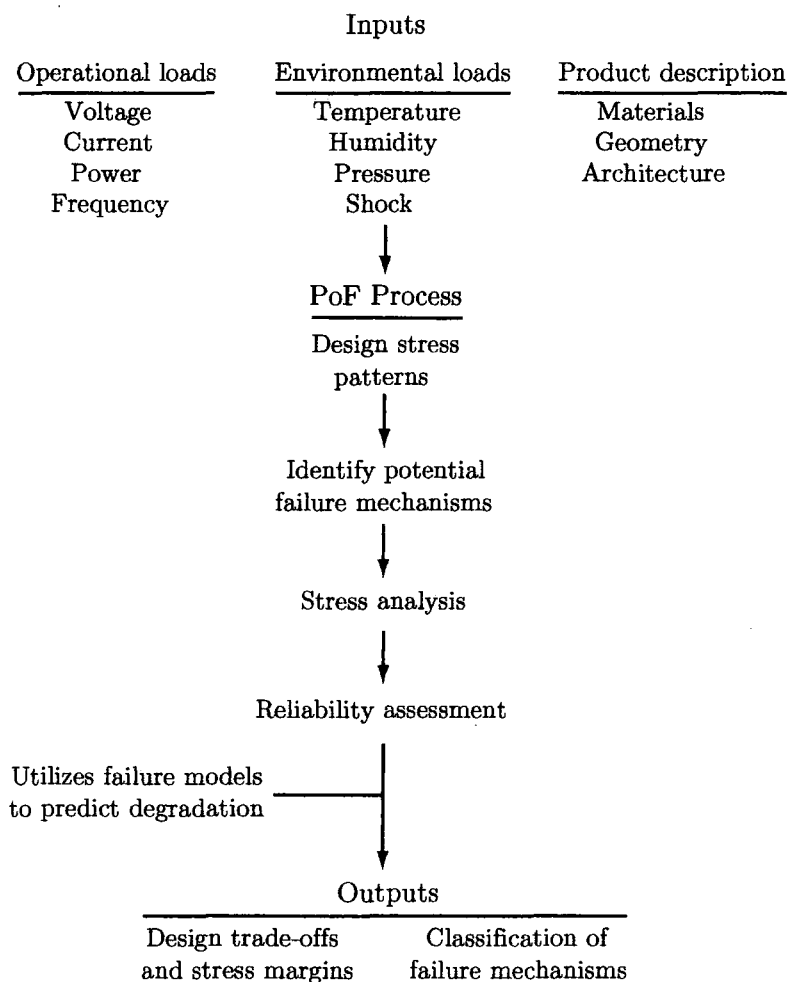 Inputs
Operational loads
Voltage
Current
Power
Frequency
Environmental loads
Temperature
Humidity
Pressure
Shock
Product description
Materials
Geometry
Architecture
PoF Process
Design stress
patterns
Identify potential
failure mechanisms
Stress analysis
Reliability assessment
Utilizes failure models
to predict degradation
Outputs
Design trade-offs
and stress margins
Classification of
failure mechanisms